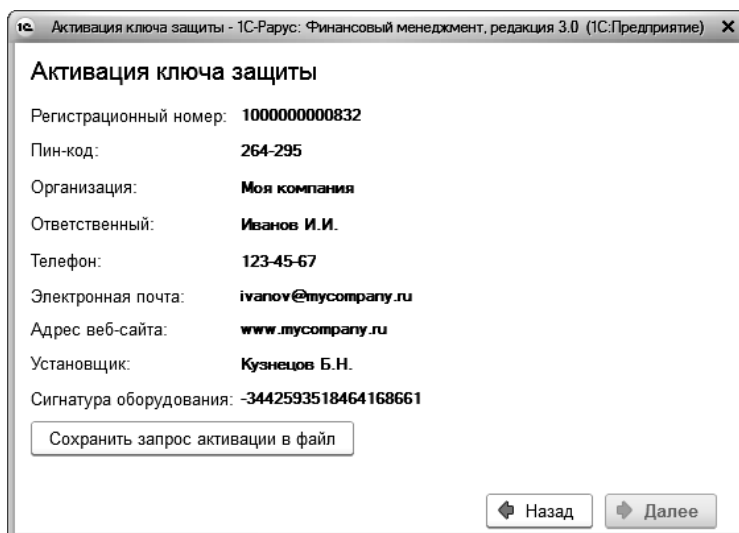 1С Активация ключа защиты - 1С-Рарус: Финансовый менеджмент, редакция 3.0 (1С:Предприятие) X
Активация ключа защиты
Регистрационный номер: 1000000000832
Пин-код: 264-295
Организация: Моя компания
Ответственный: Иванов И.И.
Телефон: 123-45-67
Электронная почта: ivanov@mycompany.ru
Адрес веб-сайта: www.mycompany.ru
Установщик: Кузнецов Б.Н.
Сигнатура оборудования: -3442593518464168661
Сохранить запрос активации в файл
Назад Далее